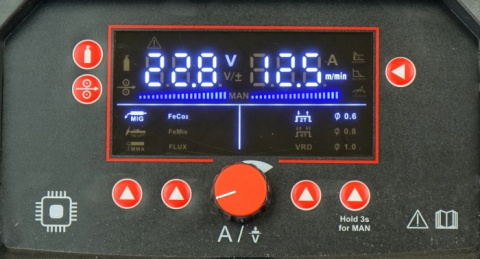 22.8 V 12.5 A
V/± m/min
MAN
MIG FeCo₂ ϕ 0.6
FeMix ϕ 0.8
MMA FLUX VRD ϕ 1.0
Hold 3s
for MAN
A /